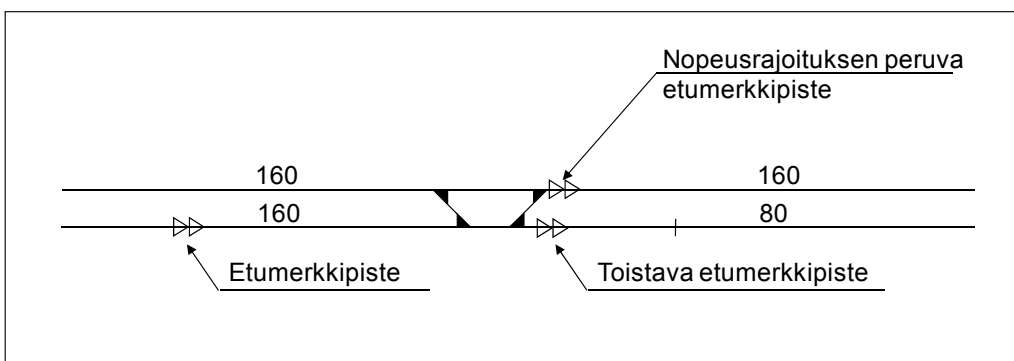 Nopeusrajoituksen peruva
etumerkkipiste
160 160
160 80
Etumerkkipiste Toistava etumerkkipiste